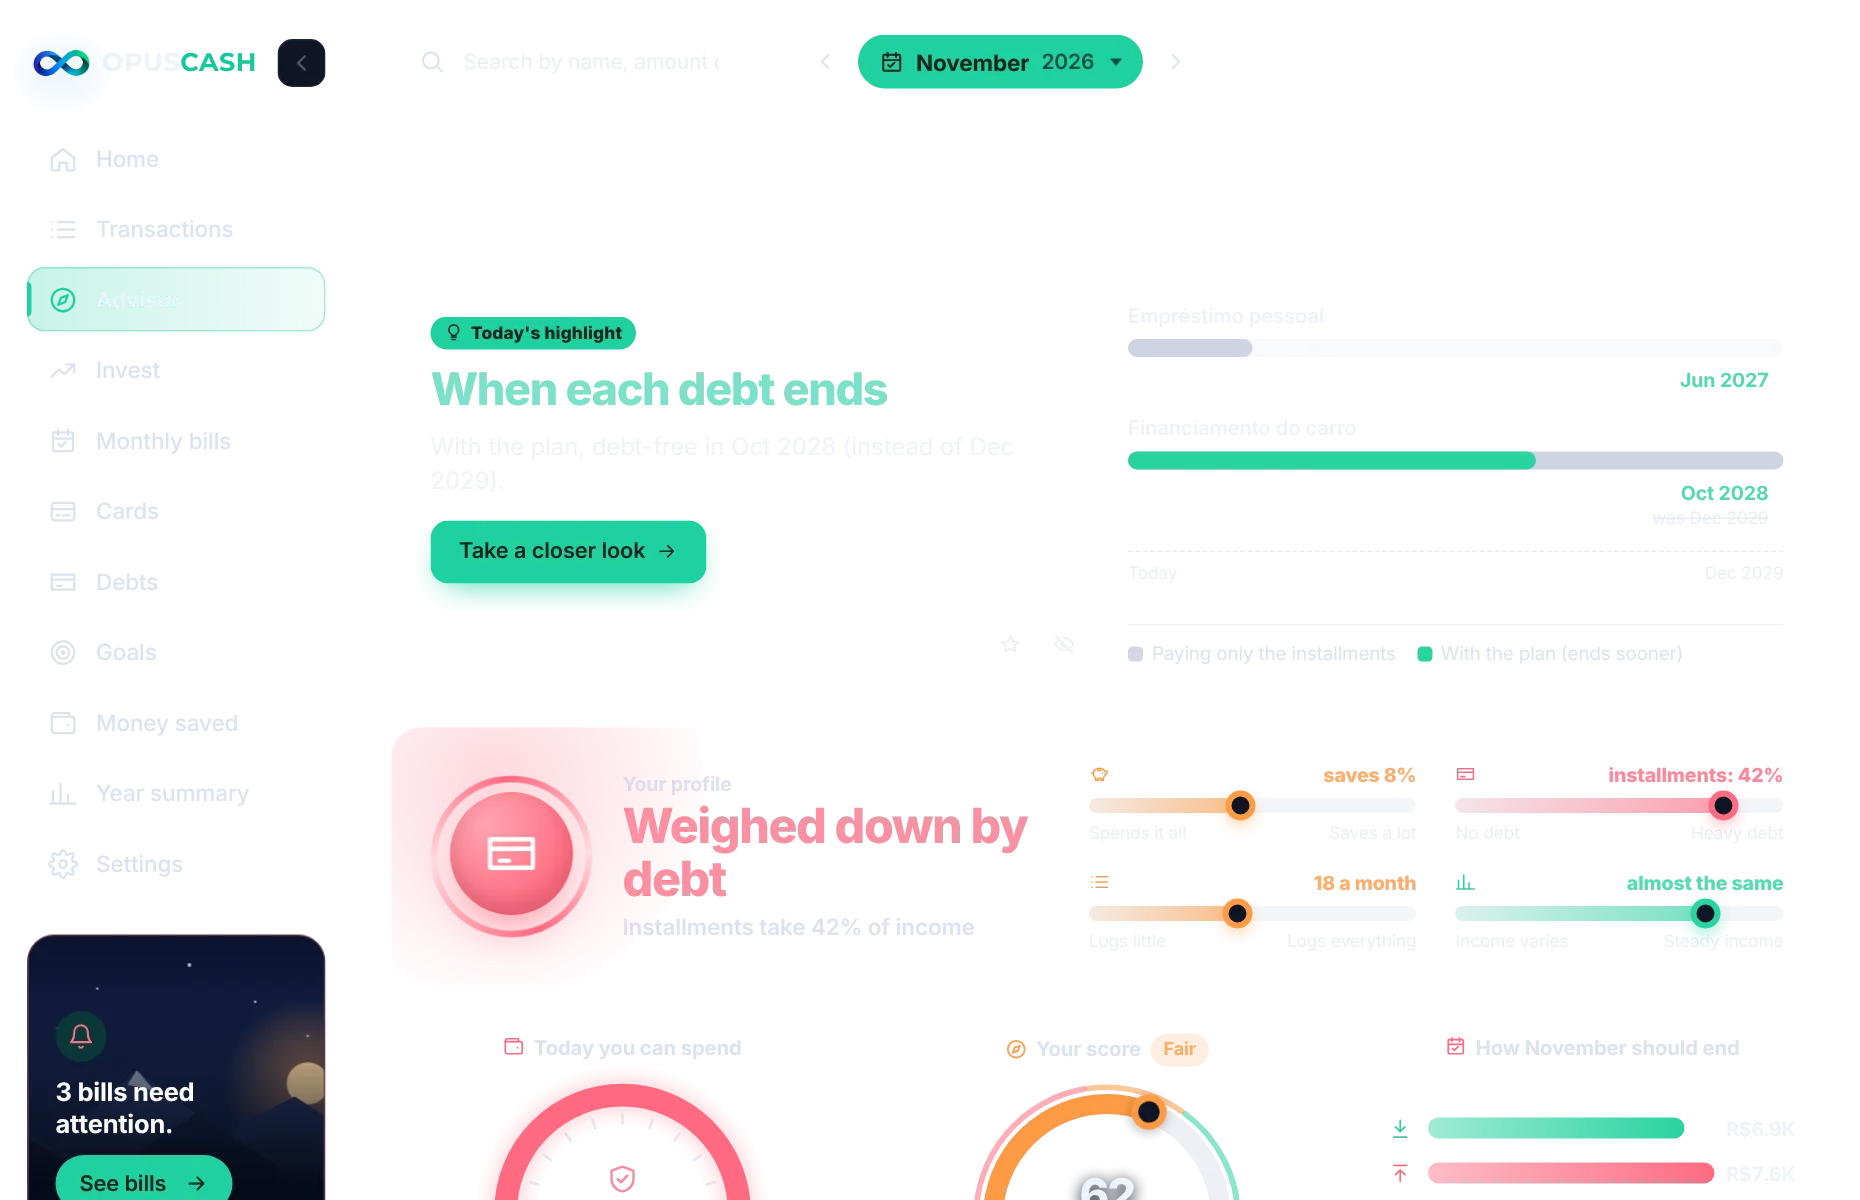 OPUSCASH
Search by name, amount
November 2026
Home
Transactions
Advisor
Invest
Monthly bills
Cards
Debts
Goals
Money saved
Year summary
Settings
3 bills need
attention.
See bills
Today's highlight
When each debt ends
With the plan, debt-free in Oct 2028 (instead of Dec
2029).
Take a closer look
Empréstimo pessoal
Jun 2027
Financiamento do carro
Oct 2028
was Dec 2029
Today Dec 2029
Paying only the installments With the plan (ends sooner)
Your profile
Weighed down by
debt
Installments take 42% of income
saves 8%
Spends it all Saves a lot
installments: 42%
No debt Heavy debt
18 a month
Logs little Logs everything
almost the same
Income varies Steady income
Today you can spend
Your score Fair
62
How November should end
R$6.9K
R$7.6K